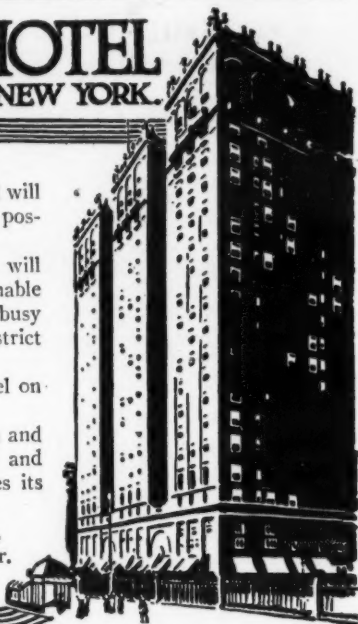 HOTEL
NEW YORK.
will
pos-
will
nable
busy
strict
el on
and
and
es its
r.